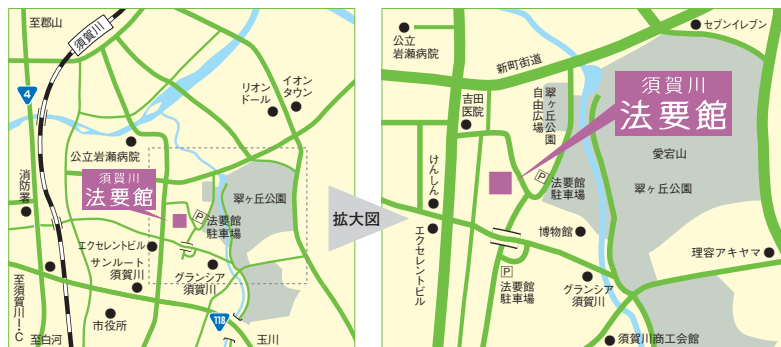 至郡山
須賀川
4
リオン
ドール
イオン
タウン
公立岩瀬病院
須賀川
法要館
消防署
P
法要館
駐車場
翠ヶ丘公園
エクセレントビル
サンルート
須賀川
グランシア
須賀川
至須賀川I・C
市役所
118
至白河
玉川
拡大図
公立
岩瀬病院
新町街道
セブンイレブン
吉田
医院
翠ヶ丘公園
自由広場
須賀川
法要館
愛宕山
翠ヶ丘公園
けんしん
P
法要館
駐車場
エクセレントビル
博物館
理容アキヤマ
P
法要館
駐車場
グランシア
須賀川
須賀川商工会館